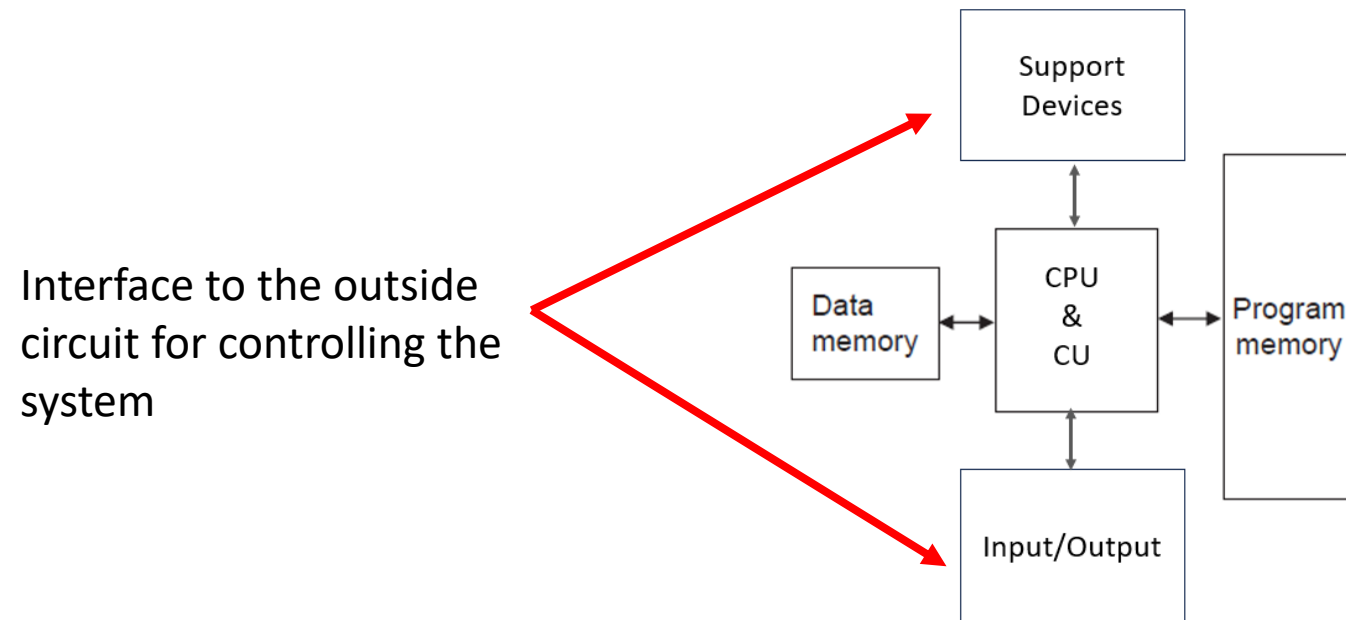 Support
Devices
Interface to the outside
circuit for controlling the
system
Data
memory
CPU
&
CU
Program
memory
Input/Output